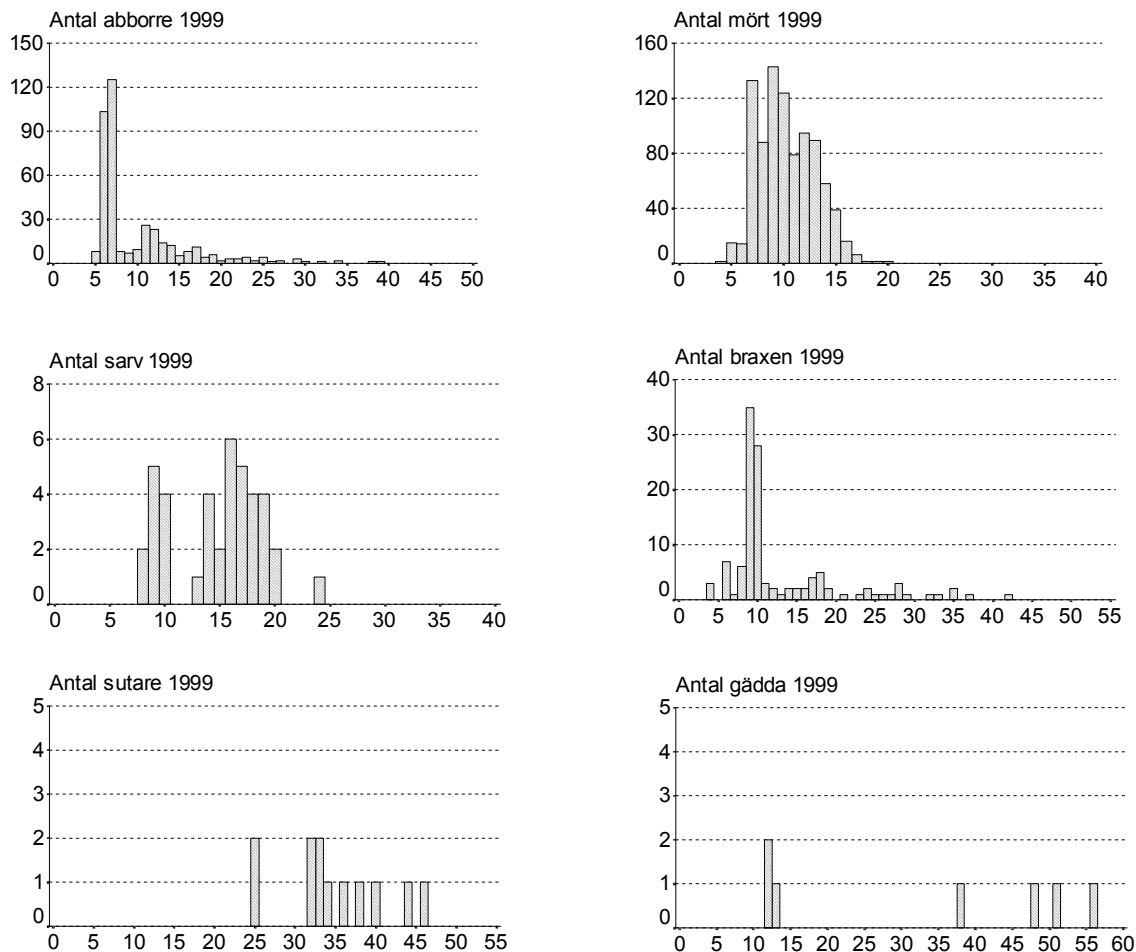 Antal abborre 1999
150
120
90
60
30
0
0 5 10 15 20 25 30 35 40 45 50
Antal mört 1999
160
120
80
40
0
0 5 10 15 20 25 30 35 40
Antal sarv 1999
8
6
4
2
0
0 5 10 15 20 25 30 35 40
Antal braxen 1999
40
30
20
10
0
0 5 10 15 20 25 30 35 40 45 50 55
Antal sutare 1999
5
4
3
2
1
0
0 5 10 15 20 25 30 35 40 45 50 55
Antal gädda 1999
5
4
3
2
1
0
0 5 10 15 20 25 30 35 40 45 50 55 60